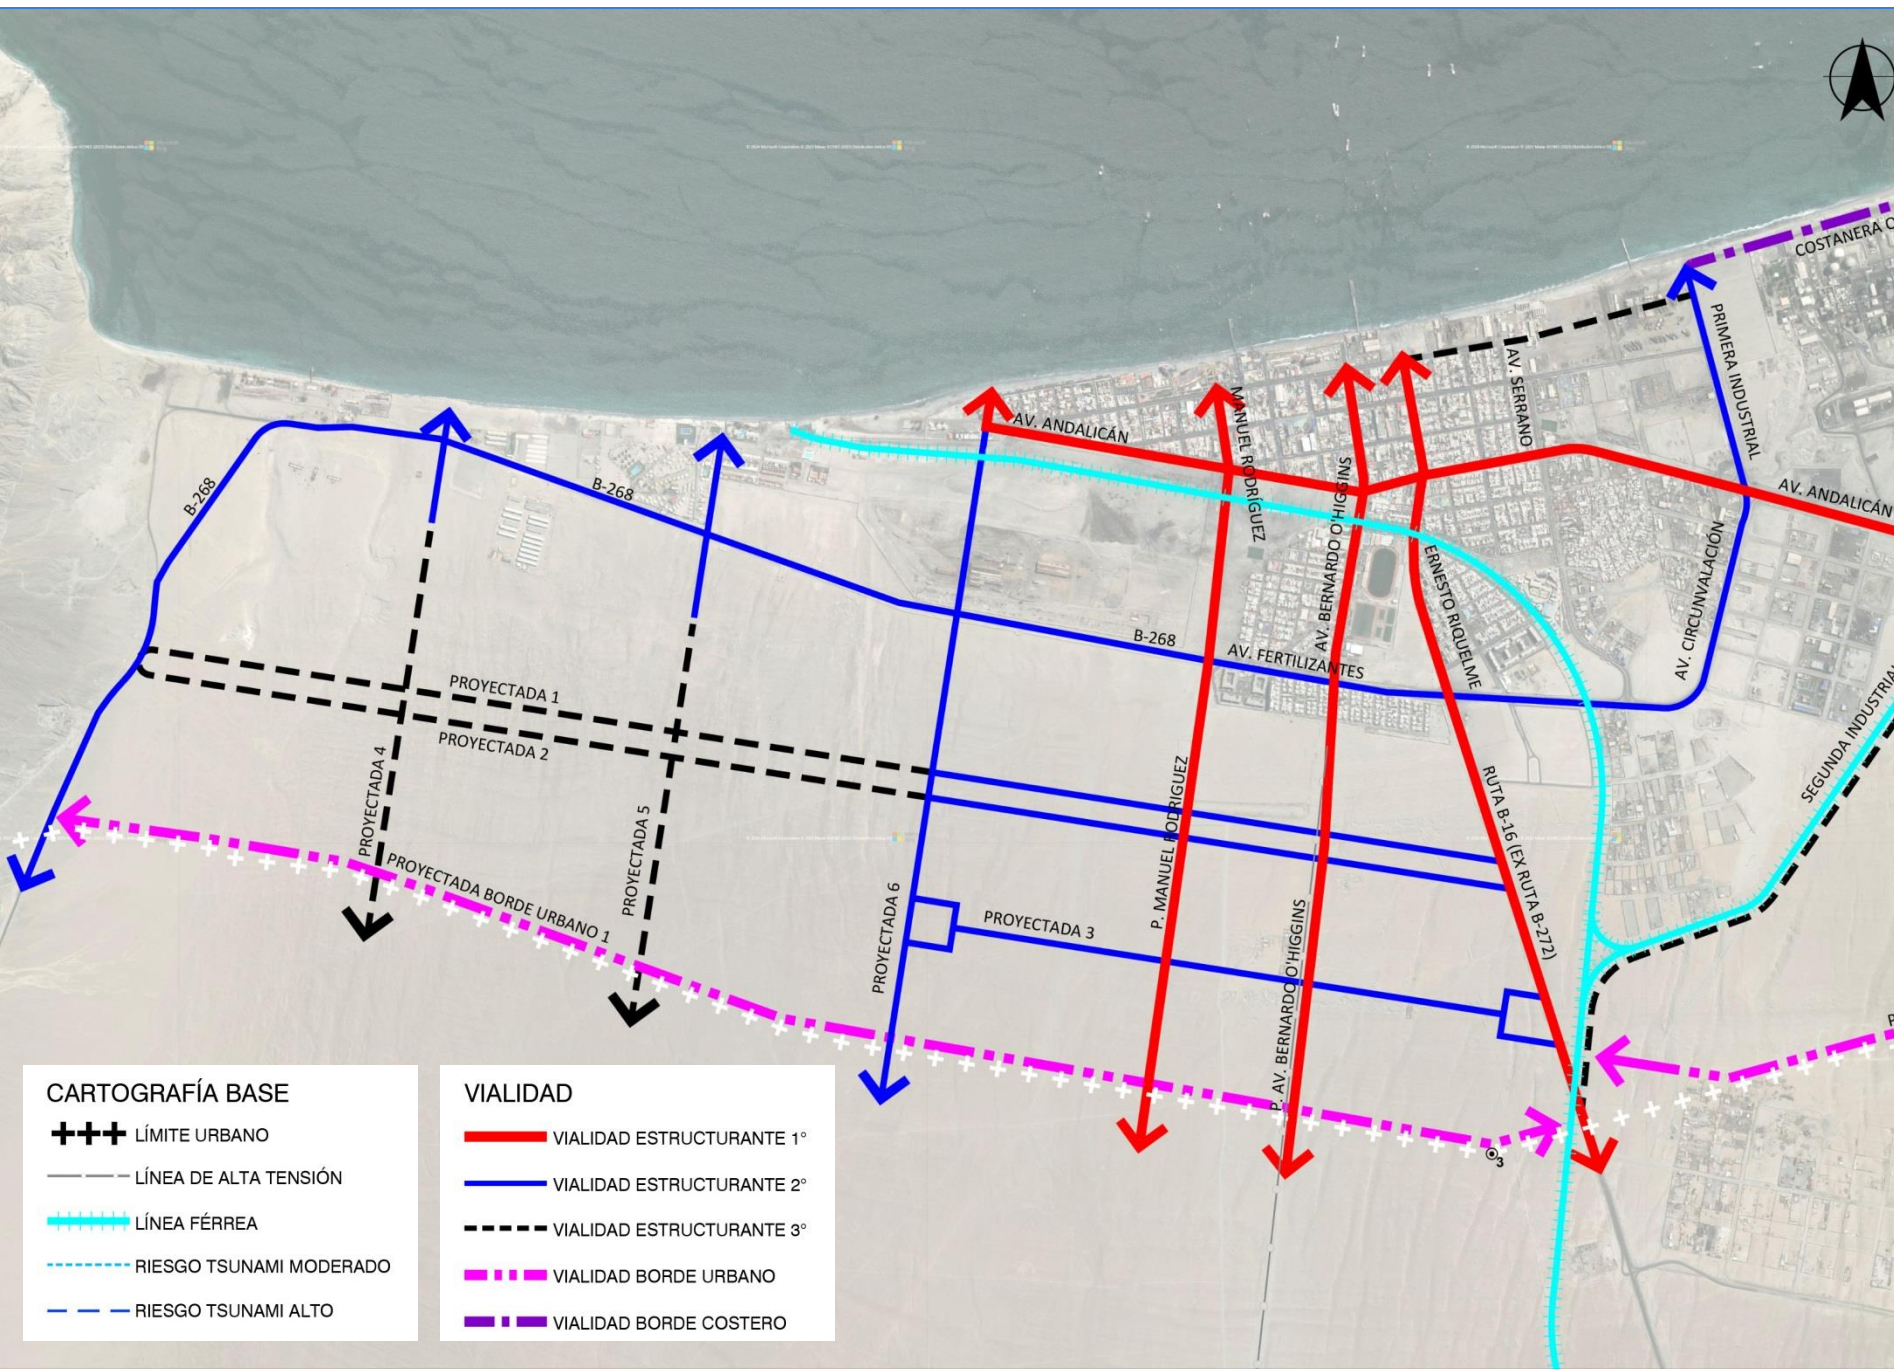 COSTANERA
PRIMERA INDUSTRIAL
AV. SERRANO
MANUEL RODRÍGUEZ
AV. ANDALICÁN
AV. BERNARDO O'HIGGINS
AV. ANDALICÁN
B-268
B-268
ERNESTO RIQUELME
AV. CIRCUNVALACIÓN
B-268
AV. FERTILIZANTES
PROYECTADA 1
PROYECTADA 2
PROYECTADA 4
PROYECTADA 5
PROYECTADA 6
P. MANUEL RODRIGUEZ
RUTA B-16 (EX RUTA B-272)
SEGUNDA INDUSTRIA
PROYECTADA BORDE URBANO 1
PROYECTADA 3
P. AV. BERNARDO O'HIGGINS
P
3
CARTOGRAFÍA BASE
LÍMITE URBANO
LÍNEA DE ALTA TENSIÓN
LÍNEA FÉRREA
RIESGO TSUNAMI MODERADO
RIESGO TSUNAMI ALTO
VIALIDAD
VIALIDAD ESTRUCTURANTE 1°
VIALIDAD ESTRUCTURANTE 2°
VIALIDAD ESTRUCTURANTE 3°
VIALIDAD BORDE URBANO
VIALIDAD BORDE COSTERO